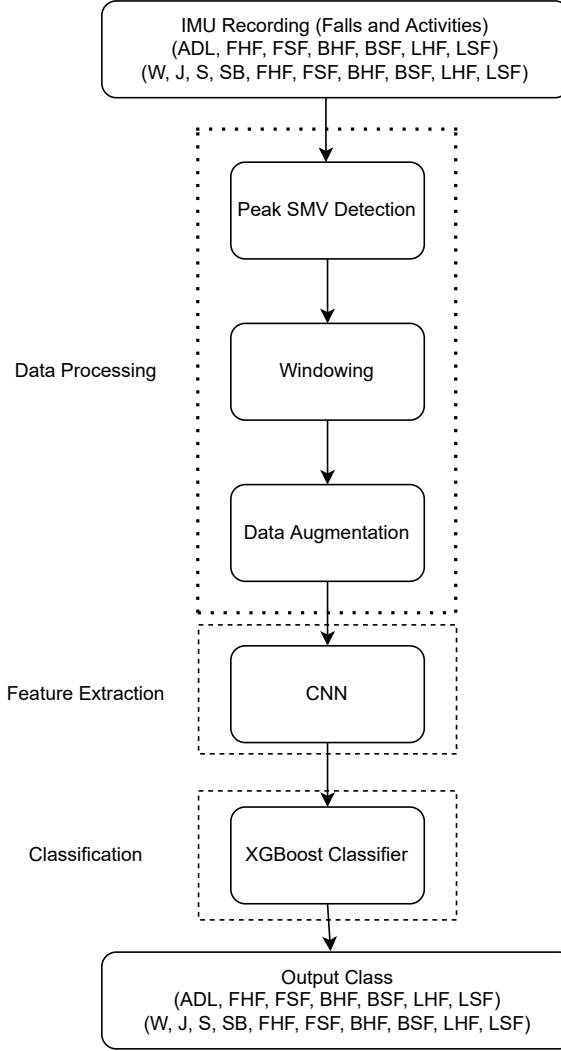 IMU Recording (Falls and Activities)
(ADL, FHF, FSF, BHF, BSF, LHF, LSF)
(W, J, S, SB, FHF, FSF, BHF, BSF, LHF, LSF)
Peak SMV Detection
Data Processing
Windowing
Data Augmentation
Feature Extraction
CNN
Classification
XGBoost Classifier
Output Class
(ADL, FHF, FSF, BHF, BSF, LHF, LSF)
(W, J, S, SB, FHF, FSF, BHF, BSF, LHF, LSF)